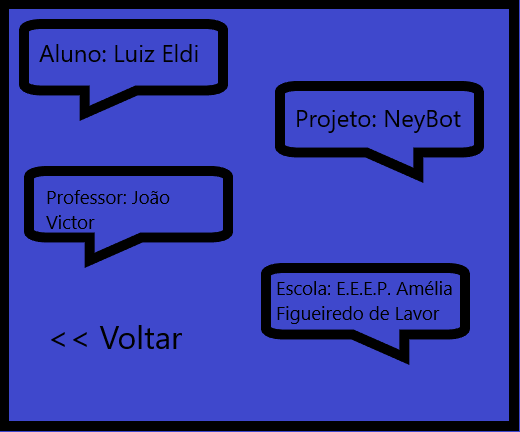 Aluno: Luiz Eldi
Projeto: NeyBot
Professor: João
Victor
Escola: E.E.E.P. Amélia
Figueiredo de Lavor
<< Voltar